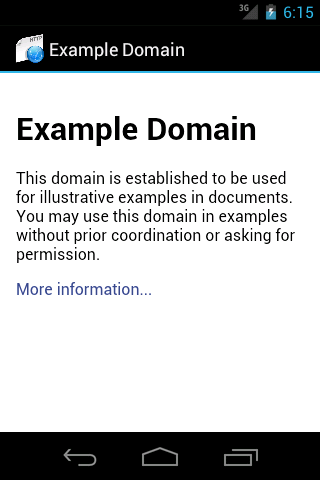 3G 6:15
Example Domain
Example Domain
This domain is established to be used
for illustrative examples in documents.
You may use this domain in examples
without prior coordination or asking for
permission.
More information...